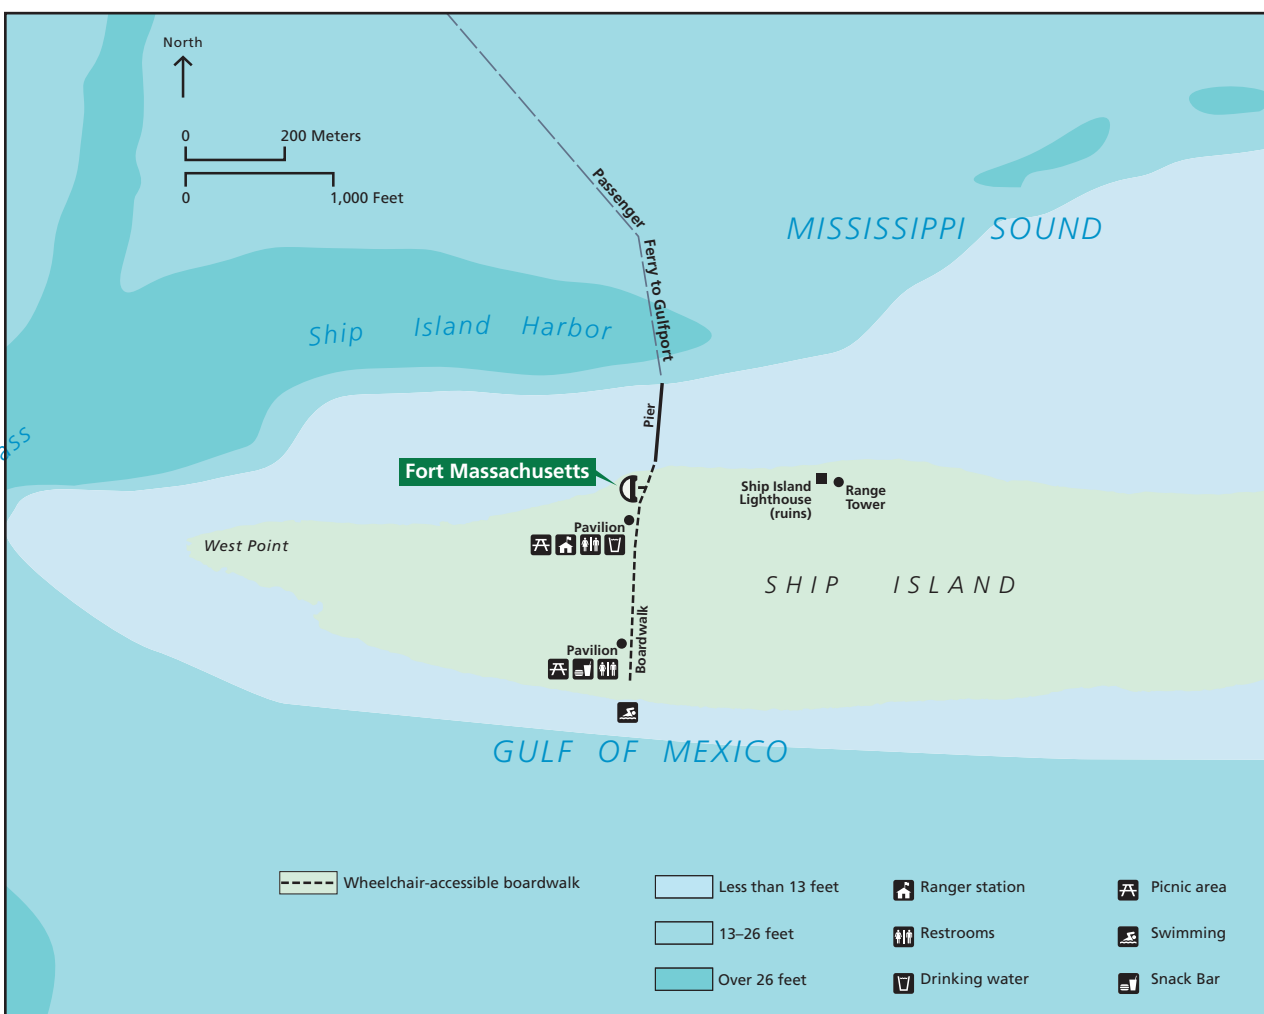 North
0 200 Meters
0 1,000 Feet
Passenger Ferry to Gulfport
MISSISSIPPI SOUND
Ship Island Harbor
Pier
Fort Massachusetts
Ship Island
Lighthouse
(ruins)
Range
Tower
Pavilion
West Point
SHIP ISLAND
Boardwalk
Pavilion
GULF OF MEXICO
Wheelchair-accessible boardwalk
Less than 13 feet
13–26 feet
Over 26 feet
Ranger station
Restrooms
Drinking water
Picnic area
Swimming
Snack Bar